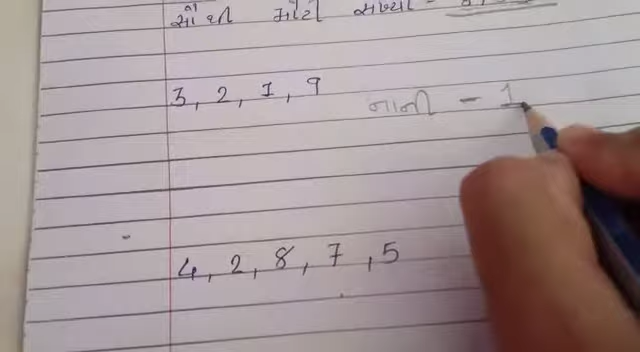 સૌથી મોટી સંખ્યા -
3, 2, 1, 9 નાની - 1
4, 2, 8, 7, 5